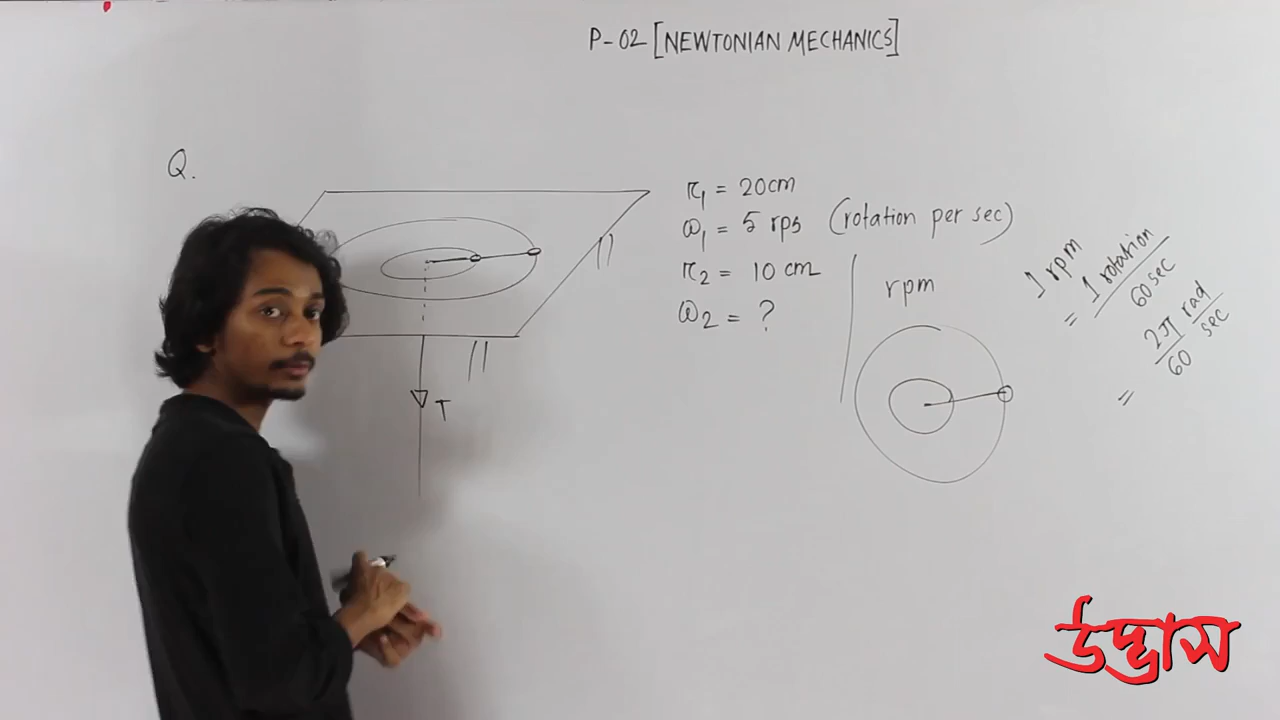 P-02 [NEWTONIAN MECHANICS]
Q.
r₁ = 20cm
ω₁ = 5 rps (rotation per sec)
r₂ = 10 cm
ω₂ = ?
T
rpm
1 rpm
= 1 rotation / 60 sec
= 2π / 60 rad / sec
উদ্ভাস